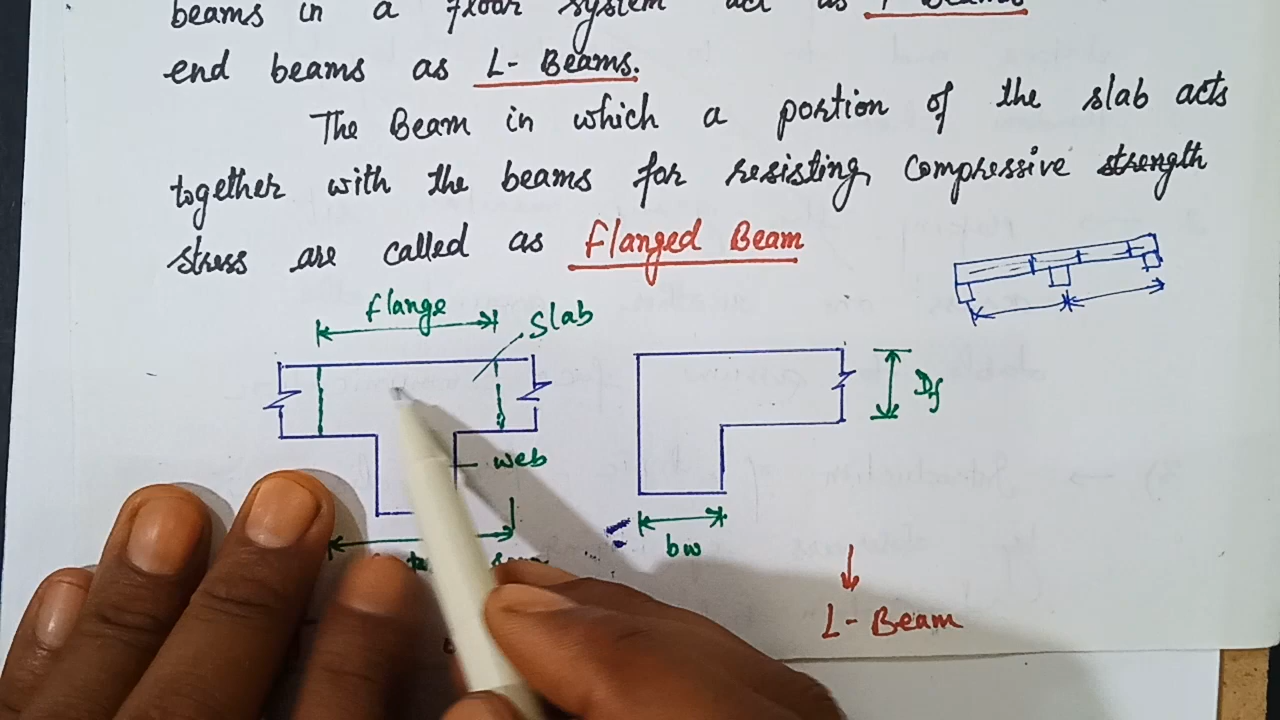 beams in a floor system act as T-Beams
end beams as L- Beams.
The Beam in which a portion of the slab acts
together with the beams for resisting compressive strength
stress are called as Flanged Beam
flange
Slab
Df
web
bw
L- Beam